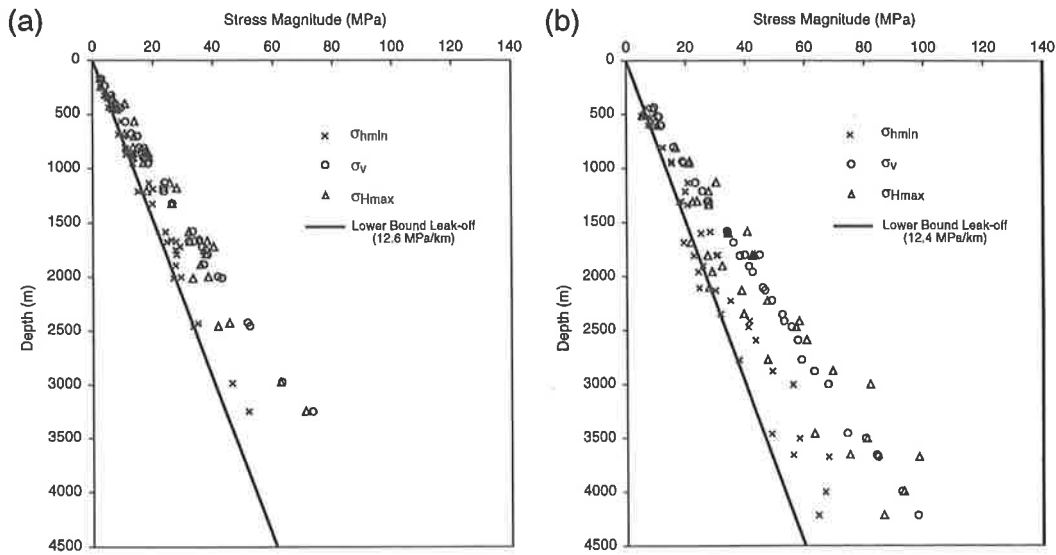 (a)
Stress Magnitude (MPa)
0 20 40 60 80 100 120 140
0
500
1000
1500
2000
2500
3000
3500
4000
4500
Depth (m)
× σhmin
○ σv
△ σHmax
Lower Bound Leak-off
(12.6 MPa/km)
(b)
Stress Magnitude (MPa)
0 20 40 60 80 100 120 140
0
500
1000
1500
2000
2500
3000
3500
4000
4500
Depth (m)
× σhmin
○ σv
△ σHmax
Lower Bound Leak-off
(12.4 MPa/km)